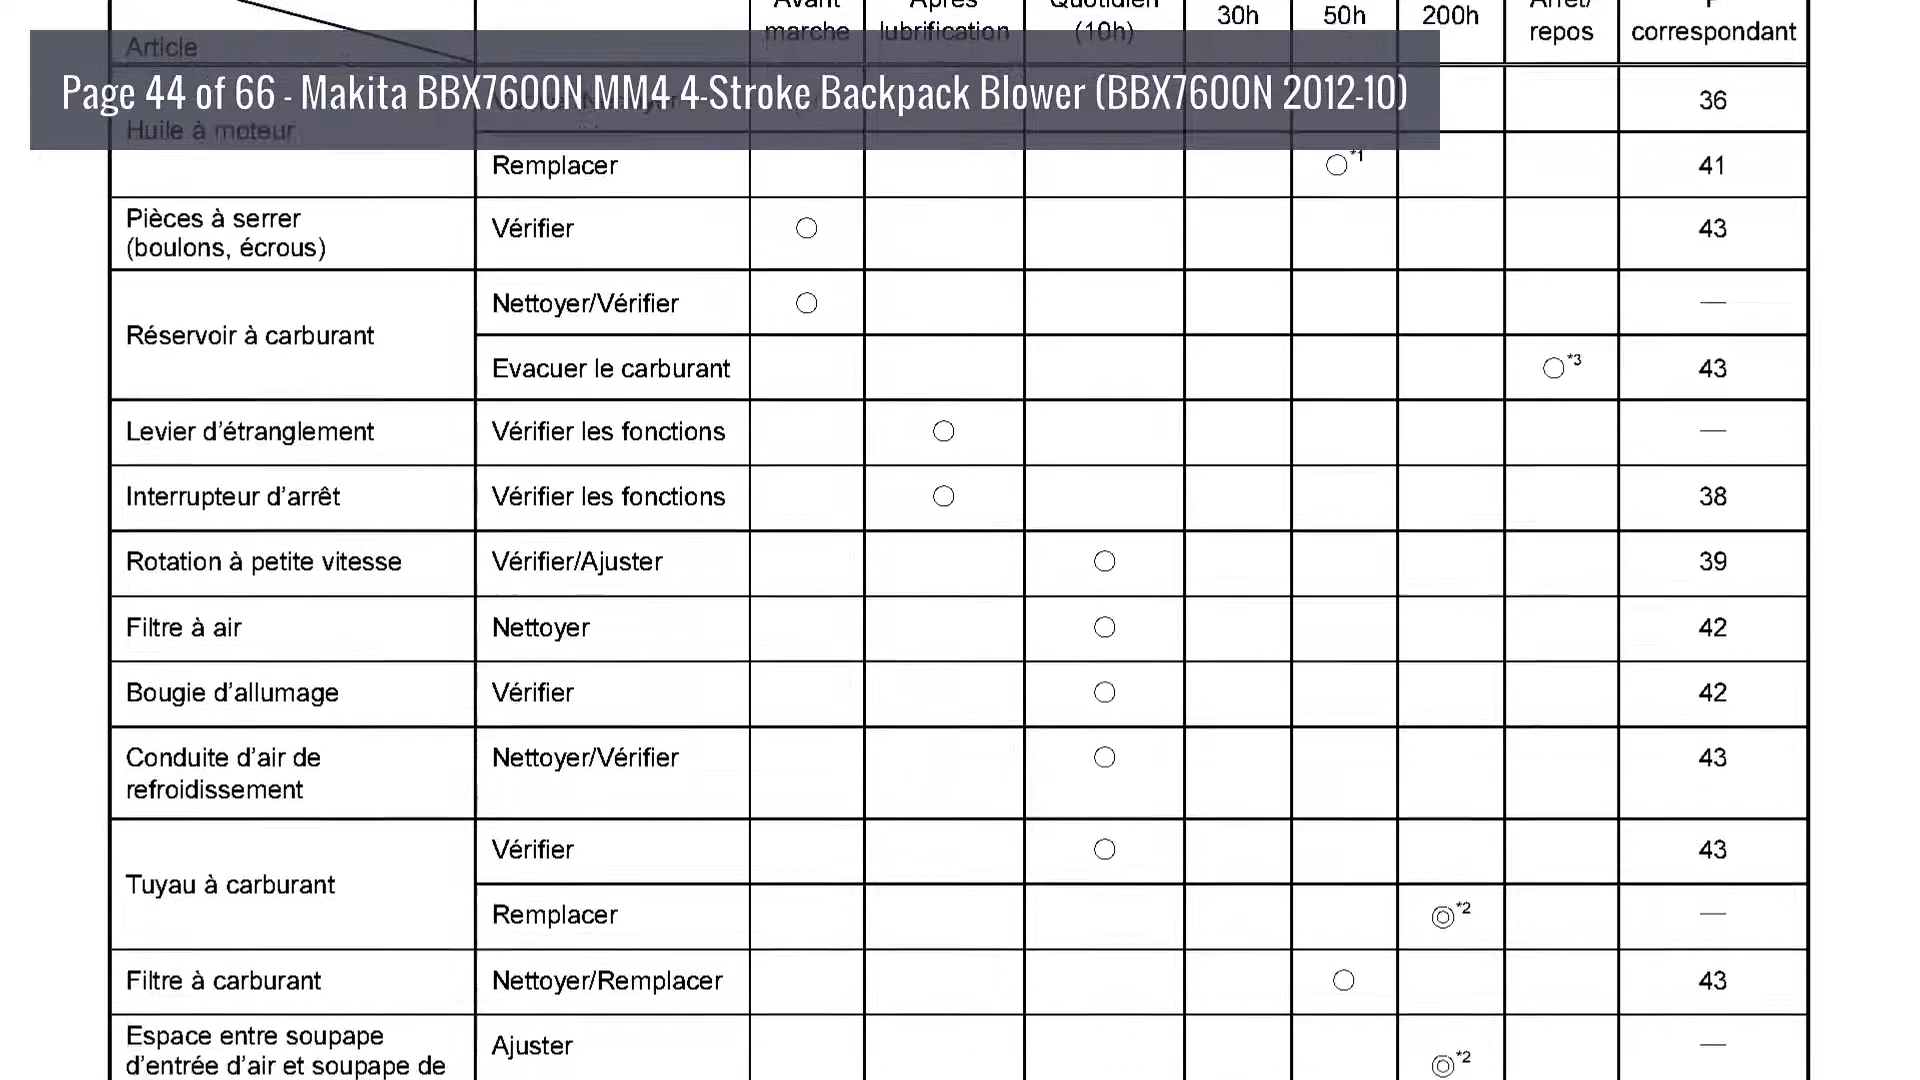 Avant Après Quotidien 30h 50h 200h Arrêt/ P
marche lubrification (10h) repos correspondant
Article
Page 44 of 66 - Makita BBX7600N MM4 4-Stroke Backpack Blower (BBX7600N 2012-10)
36
Huile à moteur
Remplacer ○*1 41
Pièces à serrer
(boulons, écrous) Vérifier ○ 43
Réservoir à carburant
Nettoyer/Vérifier ○ —
Evacuer le carburant ○*3 43
Levier d'étranglement Vérifier les fonctions ○ —
Interrupteur d'arrêt Vérifier les fonctions ○ 38
Rotation à petite vitesse Vérifier/Ajuster ○ 39
Filtre à air Nettoyer ○ 42
Bougie d'allumage Vérifier ○ 42
Conduite d'air de Nettoyer/Vérifier ○ 43
refroidissement
Tuyau à carburant
Vérifier ○ 43
Remplacer ◎*2 —
Filtre à carburant Nettoyer/Remplacer ○ 43
Espace entre soupape Ajuster ◎*2 —
d'entrée d'air et soupape de